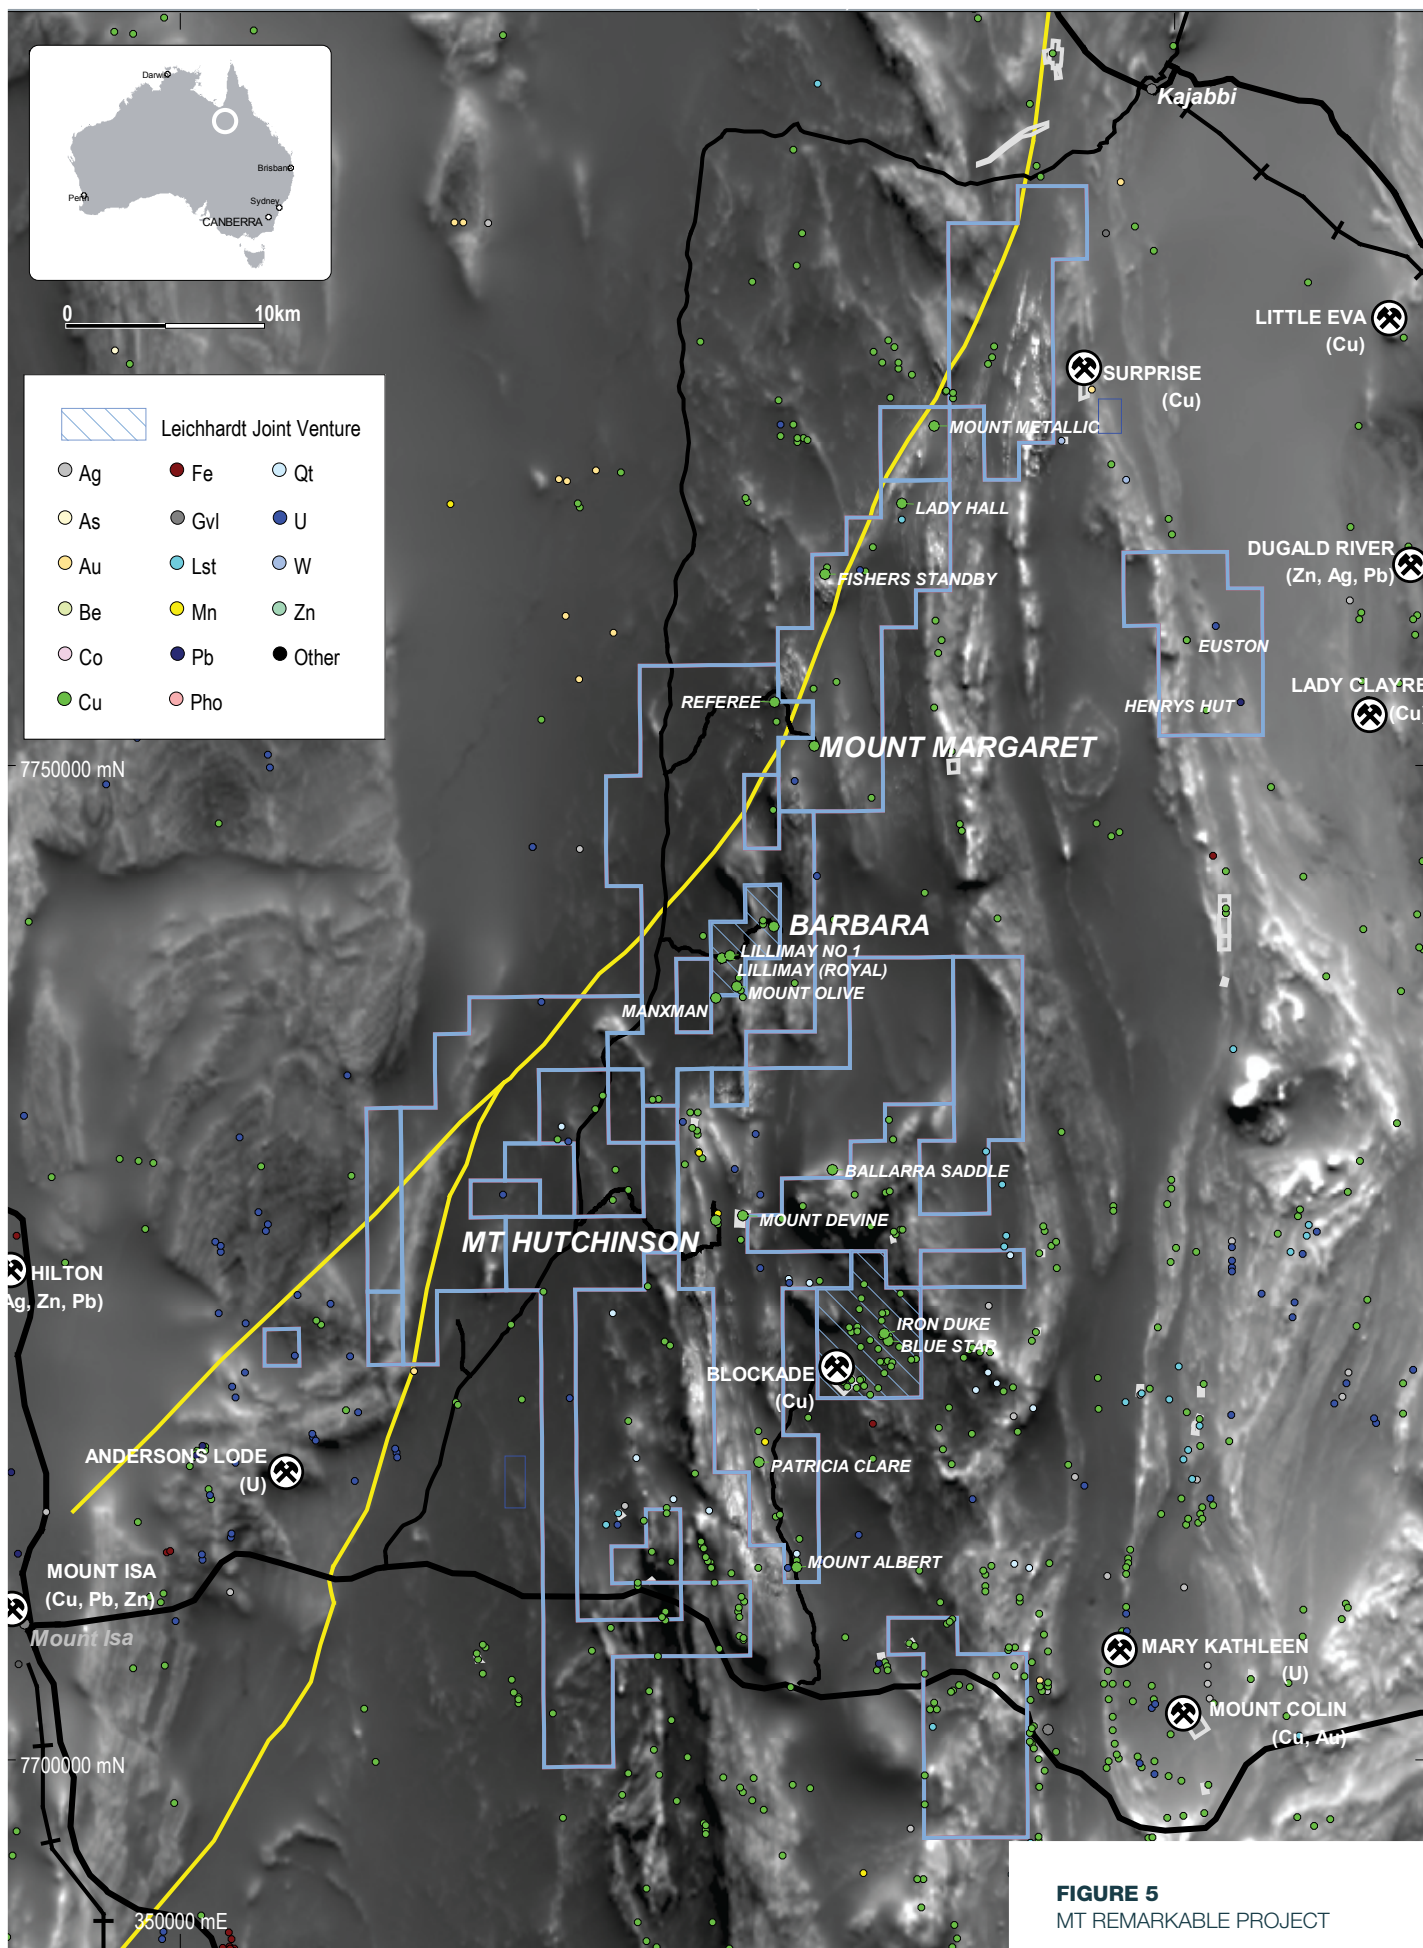 Darwin
Brisbane
Perth
Sydney
CANBERRA
0 10km
Leichhardt Joint Venture
Ag Fe Qt
As Gvl U
Au Lst W
Be Mn Zn
Co Pb Other
Cu Pho
Kajabbi
LITTLE EVA
(Cu)
SURPRISE
(Cu)
MOUNT METALLIC
LADY HALL
DUGALD RIVER
(Zn, Ag, Pb)
FISHERS STANDBY
EUSTON
LADY CLAYRE
(Cu
HENRYS HUT
REFEREE
MOUNT MARGARET
7750000 mN
BARBARA
LILLIMAY NO 1
LILLIMAY (ROYAL)
MOUNT OLIVE
MANXMAN
BALLARRA SADDLE
MOUNT DEVINE
MT HUTCHINSON
HILTON
Ag, Zn, Pb)
IRON DUKE
BLUE STAR
BLOCKADE
(Cu)
ANDERSONS LODE
(U)
PATRICIA CLARE
MOUNT ALBERT
MOUNT ISA
(Cu, Pb, Zn)
Mount Isa
MARY KATHLEEN
(U)
MOUNT COLIN
(Cu, Au)
7700000 mN
350000 mE
FIGURE 5
MT REMARKABLE PROJECT